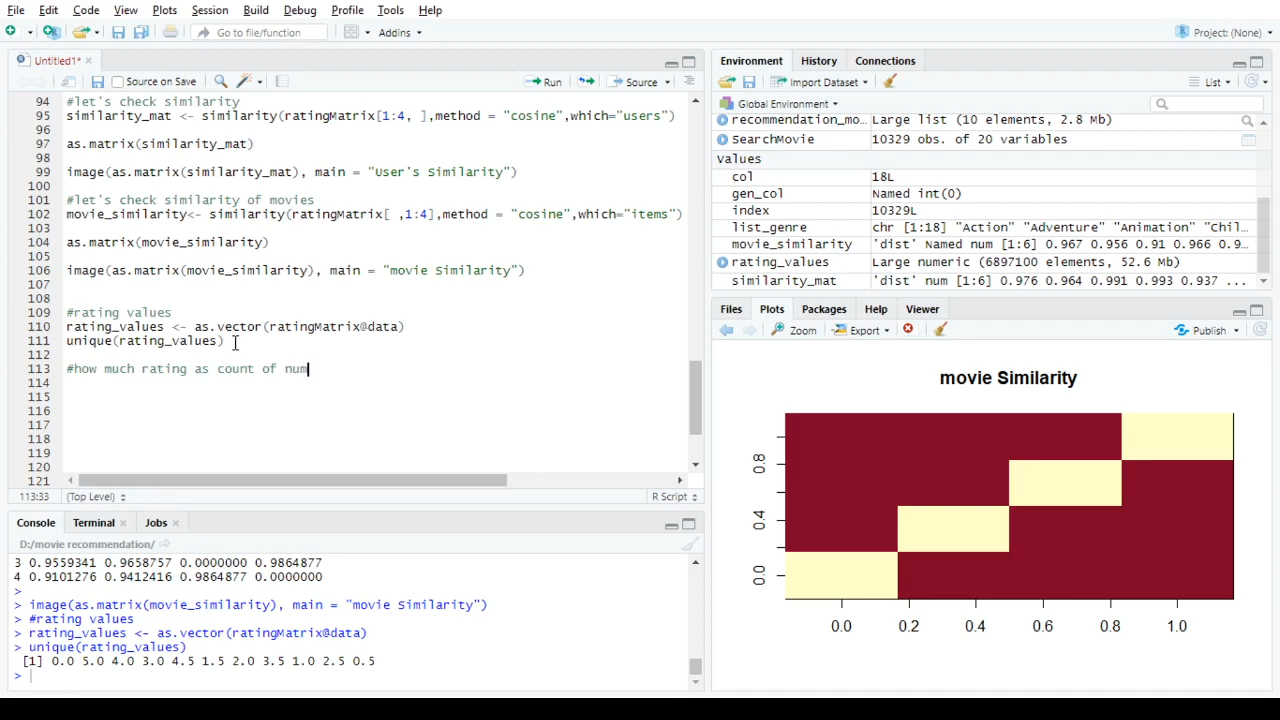 File Edit Code View Plots Session Build Debug Profile Tools Help
Go to file/function Addins Project: (None)
Untitled1*
Source on Save Run Source
94 #let's check similarity
95 similarity_mat <- similarity(ratingMatrix[1:4, ],method = "cosine",which="users")
96
97 as.matrix(similarity_mat)
98
99 image(as.matrix(similarity_mat), main = "User's Similarity")
100
101 #let's check similarity of movies
102 movie_similarity<- similarity(ratingMatrix[ ,1:4],method = "cosine",which="items")
103
104 as.matrix(movie_similarity)
105
106 image(as.matrix(movie_similarity), main = "movie Similarity")
107
108
109 #rating values
110 rating_values <- as.vector(ratingMatrix@data)
111 unique(rating_values)
112
113 #how much rating as count of num
114
115
116
117
118
119
120
121
113:33 (Top Level) R Script
Console Terminal Jobs
D:/movie recommendation/
3 0.9559341 0.9658757 0.0000000 0.9864877
4 0.9101276 0.9412416 0.9864877 0.0000000
>
> image(as.matrix(movie_similarity), main = "movie Similarity")
> #rating values
> rating_values <- as.vector(ratingMatrix@data)
> unique(rating_values)
[1] 0.0 5.0 4.0 3.0 4.5 1.5 2.0 3.5 1.0 2.5 0.5
>
Environment History Connections
Import Dataset List
Global Environment
recommendation_mo... Large list (10 elements, 2.8 Mb)
SearchMovie 10329 obs. of 20 variables
Values
col 18L
gen_col Named int(0)
index 10329L
list_genre chr [1:18] "Action" "Adventure" "Animation" "Chil...
movie_similarity 'dist' Named num [1:6] 0.967 0.956 0.91 0.966 0.9...
rating_values Large numeric (6897100 elements, 52.6 Mb)
similarity_mat 'dist' num [1:6] 0.976 0.964 0.991 0.993 0.937 ...
Files Plots Packages Help Viewer
Zoom Export Publish
movie Similarity
0.8
0.4
0.0
0.0 0.2 0.4 0.6 0.8 1.0